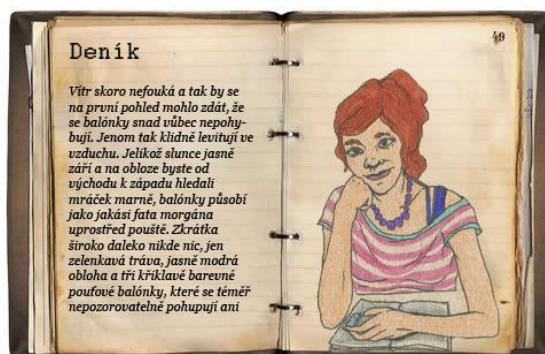 Deník
Vítr skoro nefouká a tak by se
na první pohled mohlo zdát, že
se balónky snad vůbec nepohy-
bují. Jenom tak klidně levitují ve
vzduchu. Jelikož slunce jasně
září a na obloze byste od
východu k západu hledali
mráček marně, balónky působí
jako jakási fata morgána
uprostřed pouště. Zkrátka
široko daleko nikde nic, jen
zelenkavá tráva, jasně modrá
obloha a tři křiklavě barevné
pouťové balónky, které se téměř
nepozorovatelně pohupují ani
49